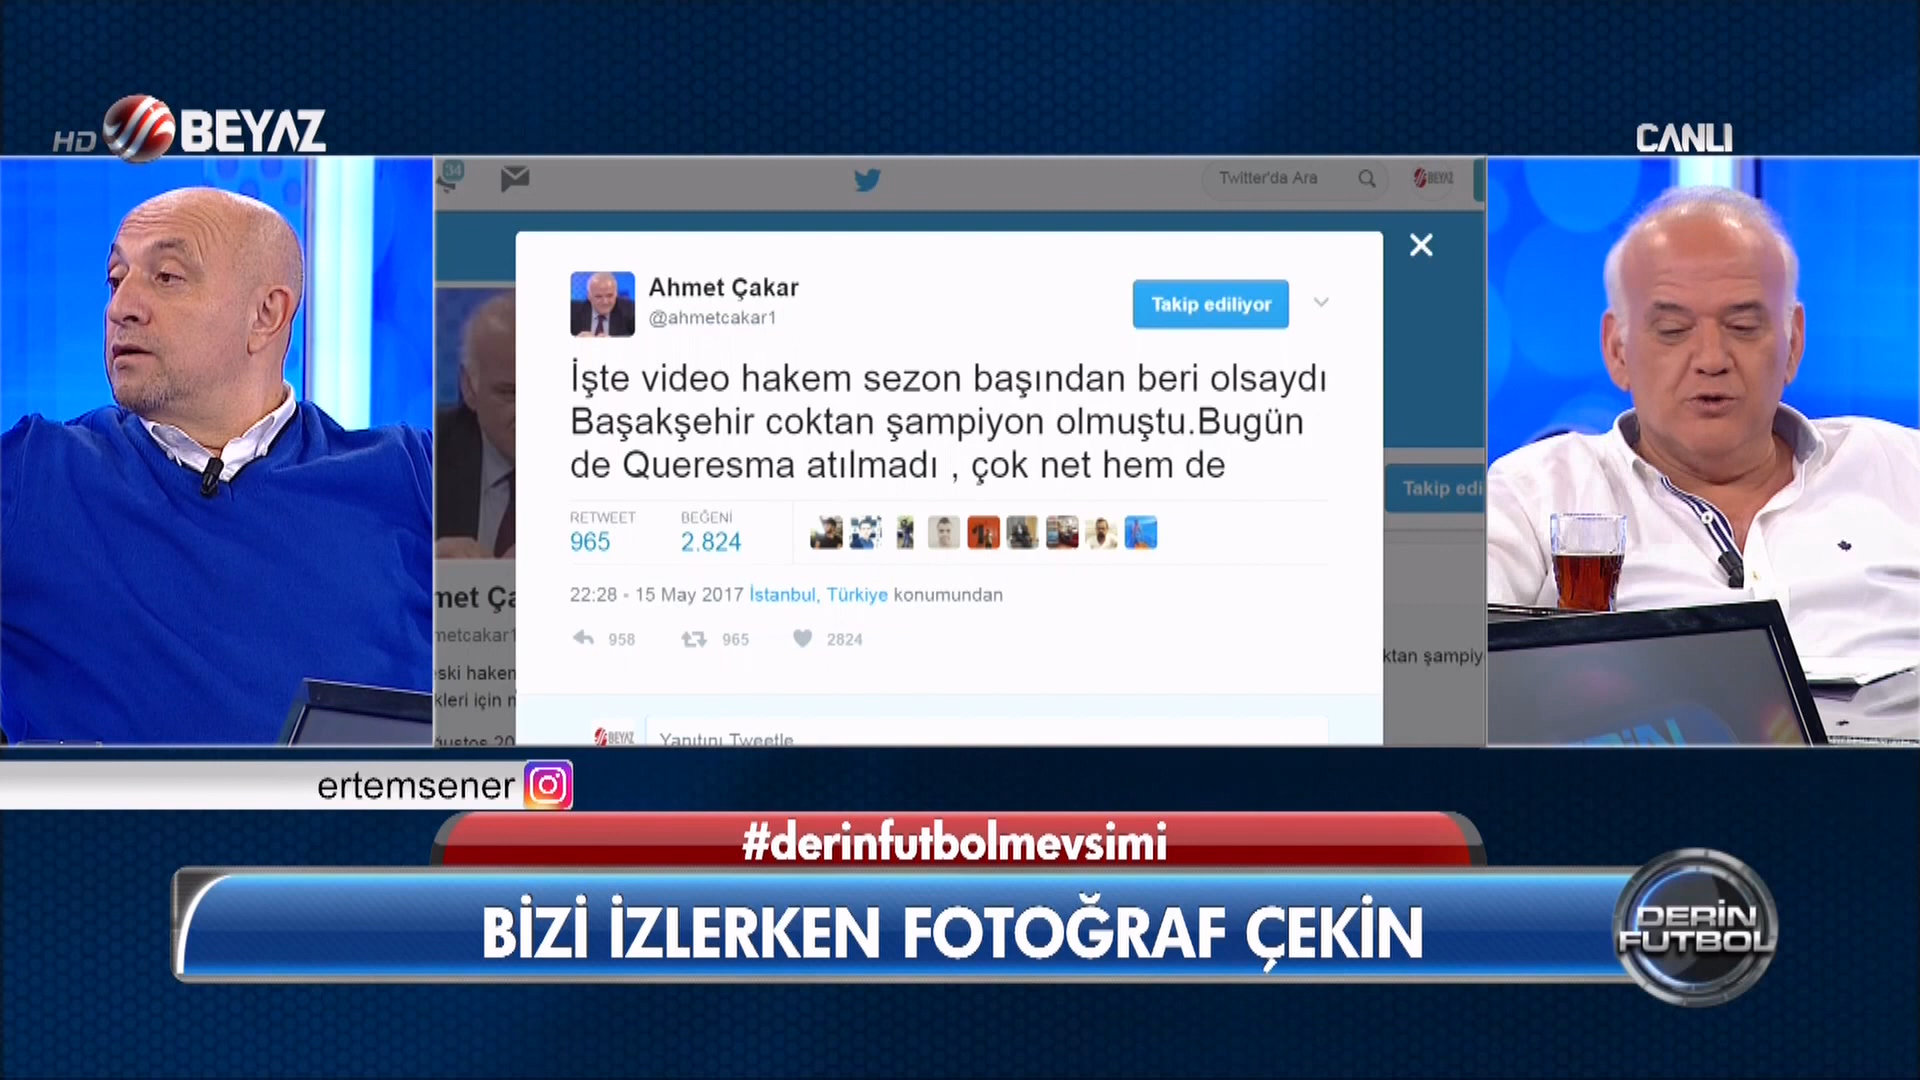 HD BEYAZ
CANLI
34
Twitter'da Ara
BEYAZ
Ahmet Çakar
@ahmetcakar1
Takip ediliyor
İşte video hakem sezon başından beri olsaydı
Başakşehir coktan şampiyon olmuştu.Bugün
de Queresma atılmadı , çok net hem de
RETWEET
965
BEĞENİ
2.824
22:28 - 15 May 2017 İstanbul, Türkiye konumundan
958 965 2824
BEYAZ
Yanıtını Tweetle
Takip edi
met Ça
metcakar1
ski haken
kleri için
ktan şampiy
ertemsener
#derinfutbolmevsimi
BİZİ İZLERKEN FOTOĞRAF ÇEKİN
DERİN
FUTBOL